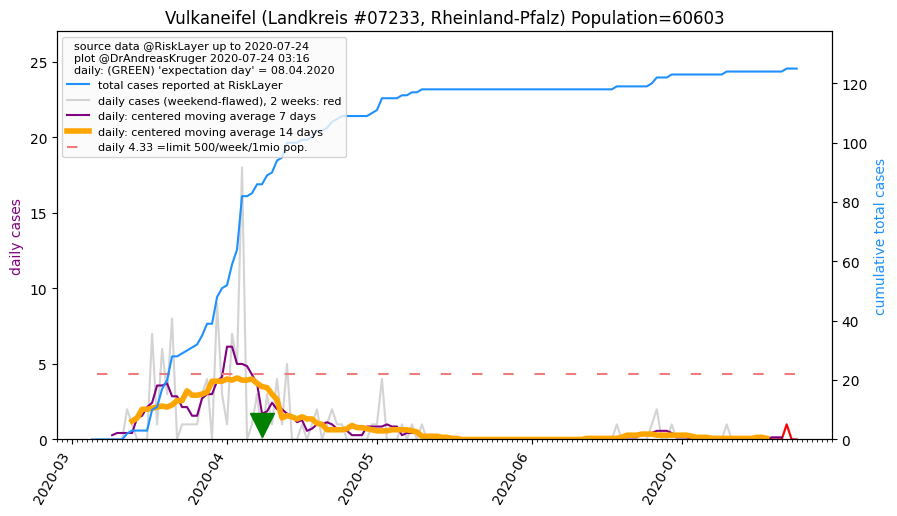 Vulkaneifel (Landkreis #07233, Rheinland-Pfalz) Population=60603
source data @RiskLayer up to 2020-07-24
plot @DrAndreasKruger 2020-07-24 03:16
daily: (GREEN) 'expectation day' = 08.04.2020
total cases reported at RiskLayer
daily cases (weekend-flawed), 2 weeks: red
daily: centered moving average 7 days
daily: centered moving average 14 days
daily 4.33 =limit 500/week/1mio pop.
daily cases
25
20
15
10
5
0
cumulative total cases
120
100
80
60
40
20
0
2020-03
2020-04
2020-05
2020-06
2020-07